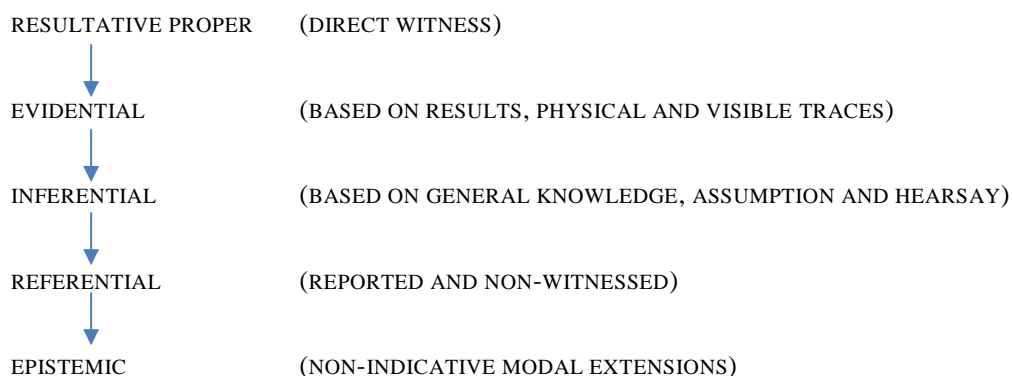 RESULTATIVE PROPER (DIRECT WITNESS)
EVIDENTIAL (BASED ON RESULTS, PHYSICAL AND VISIBLE TRACES)
INFERENTIAL (BASED ON GENERAL KNOWLEDGE, ASSUMPTION AND HEARSAY)
REFERENTIAL (REPORTED AND NON-WITNESSED)
EPISTEMIC (NON-INDICATIVE MODAL EXTENSIONS)